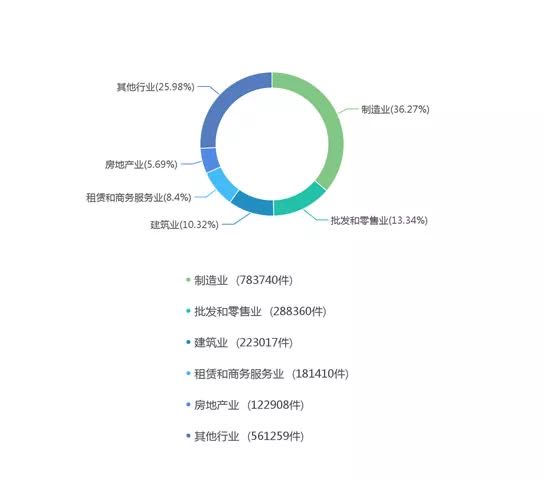 其他行业(25.98%)
制造业(36.27%)
房地产业(5.69%)
租赁和商务服务业(8.4%)
建筑业(10.32%)
批发和零售业(13.34%)
制造业 (783740件)
批发和零售业 (288360件)
建筑业 (223017件)
租赁和商务服务业 (181410件)
房地产业 (122908件)
其他行业 (561259件)